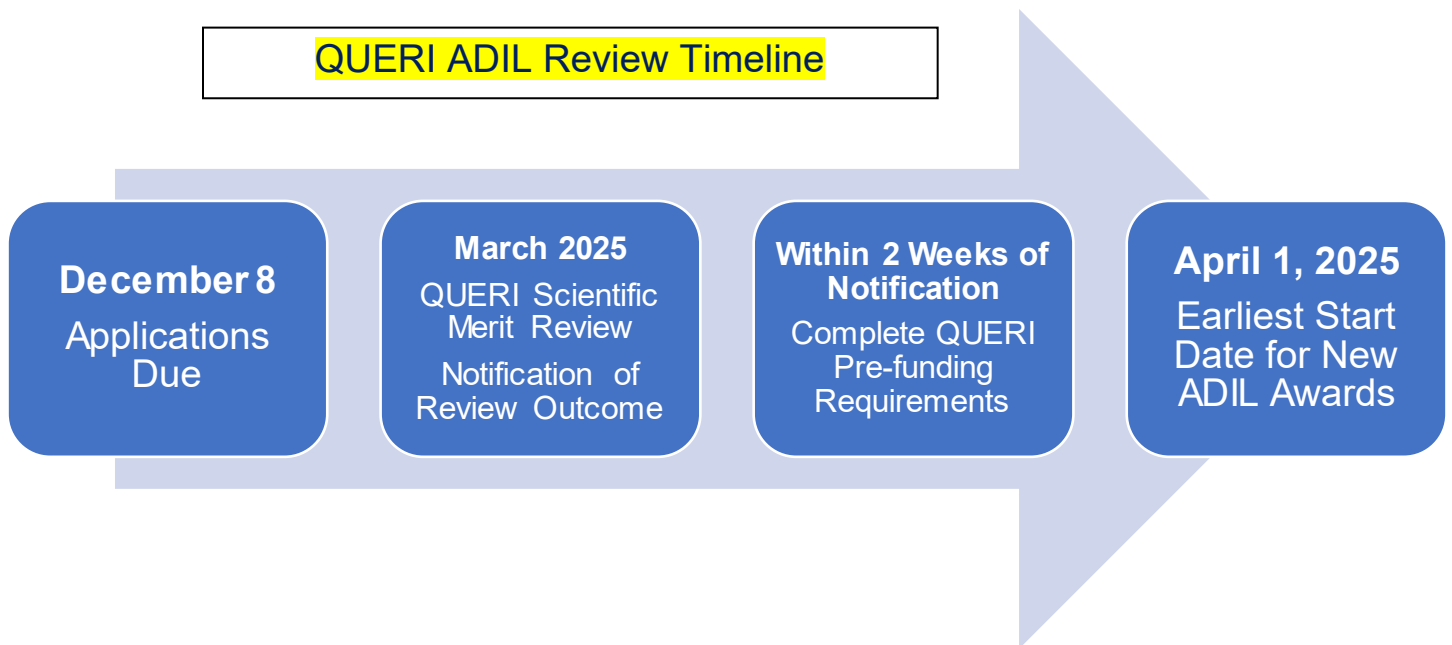 QUERI ADIL Review Timeline
December 8
Applications
Due
March 2025
QUERI Scientific
Merit Review
Notification of
Review Outcome
Within 2 Weeks of
Notification
Complete QUERI
Pre-funding
Requirements
April 1, 2025
Earliest Start
Date for New
ADIL Awards